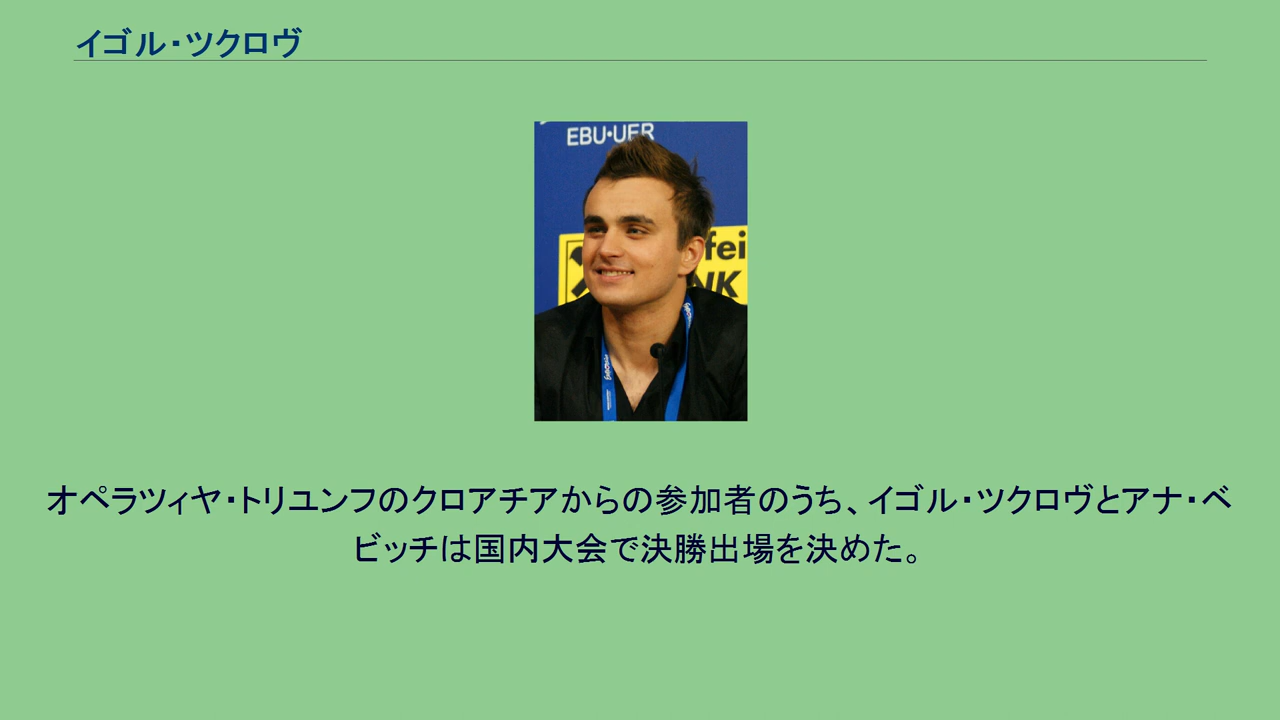 イゴル・ツクロヴ
EBU•UER
fei
NK
オペラツィヤ・トリユンフのクロアチアからの参加者のうち、イゴル・ツクロヴとアナ・ベ
ビッチは国内大会で決勝出場を決めた。